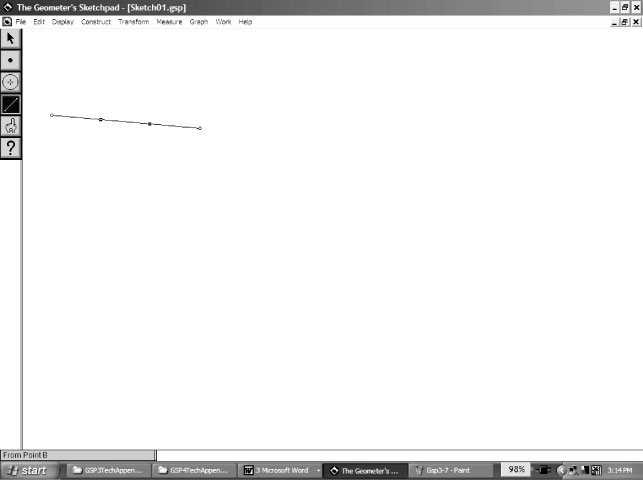 The Geometer's Sketchpad - [Sketch01.gsp]
File Edit Display Construct Transform Measure Graph Work Help
A
?
From Point B
start GSP3TechAppen... GSP4TechAppen... 3 Microsoft Word The Geometer's ... Gsp3-7 - Paint 98% 3:14 PM